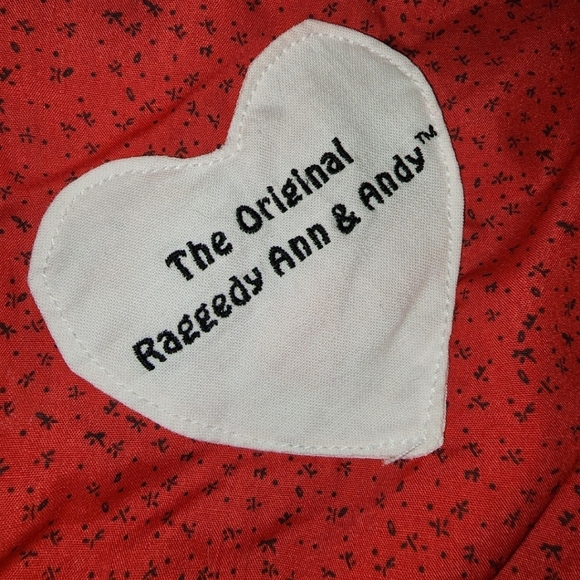 The Original
Raggedy Ann & Andy™